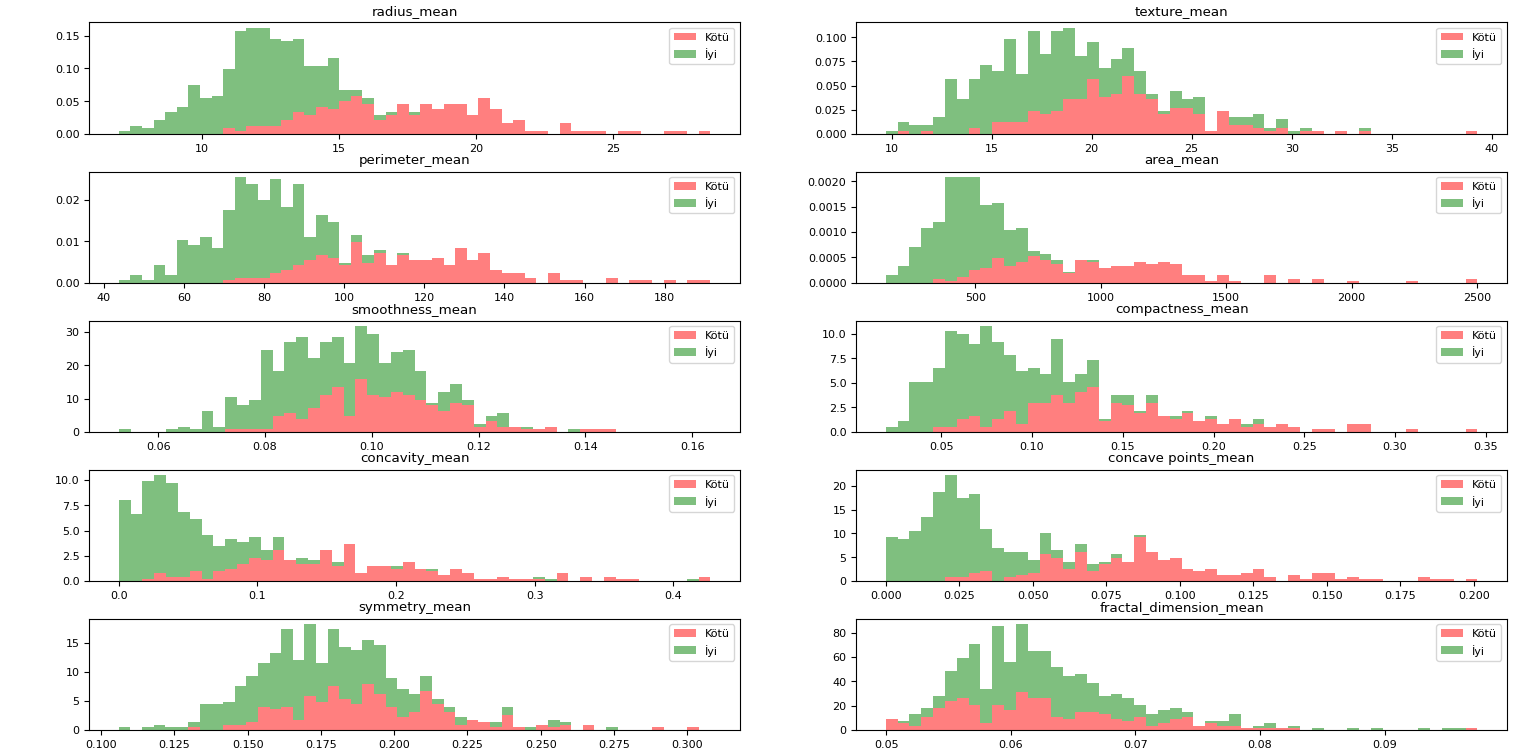 radius_mean
0.15
0.10
0.05
0.00
10 15 20 25
Kötü
İyi
texture_mean
0.100
0.075
0.050
0.025
0.000
10 15 20 25 30 35 40
Kötü
İyi
perimeter_mean
0.02
0.01
0.00
40 60 80 100 120 140 160 180
Kötü
İyi
area_mean
0.0020
0.0015
0.0010
0.0005
0.0000
500 1000 1500 2000 2500
Kötü
İyi
smoothness_mean
30
20
10
0
0.06 0.08 0.10 0.12 0.14 0.16
Kötü
İyi
compactness_mean
10.0
7.5
5.0
2.5
0.0
0.05 0.10 0.15 0.20 0.25 0.30 0.35
Kötü
İyi
concavity_mean
10.0
7.5
5.0
2.5
0.0
0.0 0.1 0.2 0.3 0.4
Kötü
İyi
concave points_mean
20
15
10
5
0
0.000 0.025 0.050 0.075 0.100 0.125 0.150 0.175 0.200
Kötü
İyi
symmetry_mean
15
10
5
0
0.100 0.125 0.150 0.175 0.200 0.225 0.250 0.275 0.300
Kötü
İyi
fractal_dimension_mean
80
60
40
20
0
0.05 0.06 0.07 0.08 0.09
Kötü
İyi